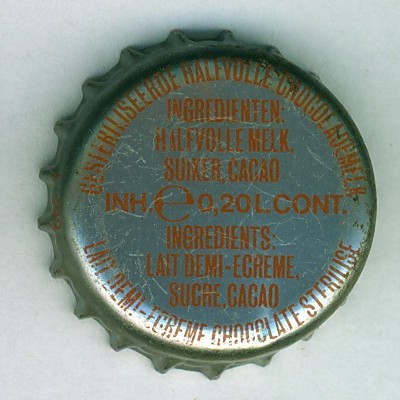 GESTERILISEERDE HALFVOLLE CHOCOLADEMELK
INGREDIENTEN:
HALFVOLLE MELK,
SUIKER, CACAO
INH. e 0,20 L. CONT.
INGREDIENTS:
LAIT DEMI-ECREME,
SUCRE, CACAO
LAIT DEMI-ECREME CHOCOLATE STERILISE